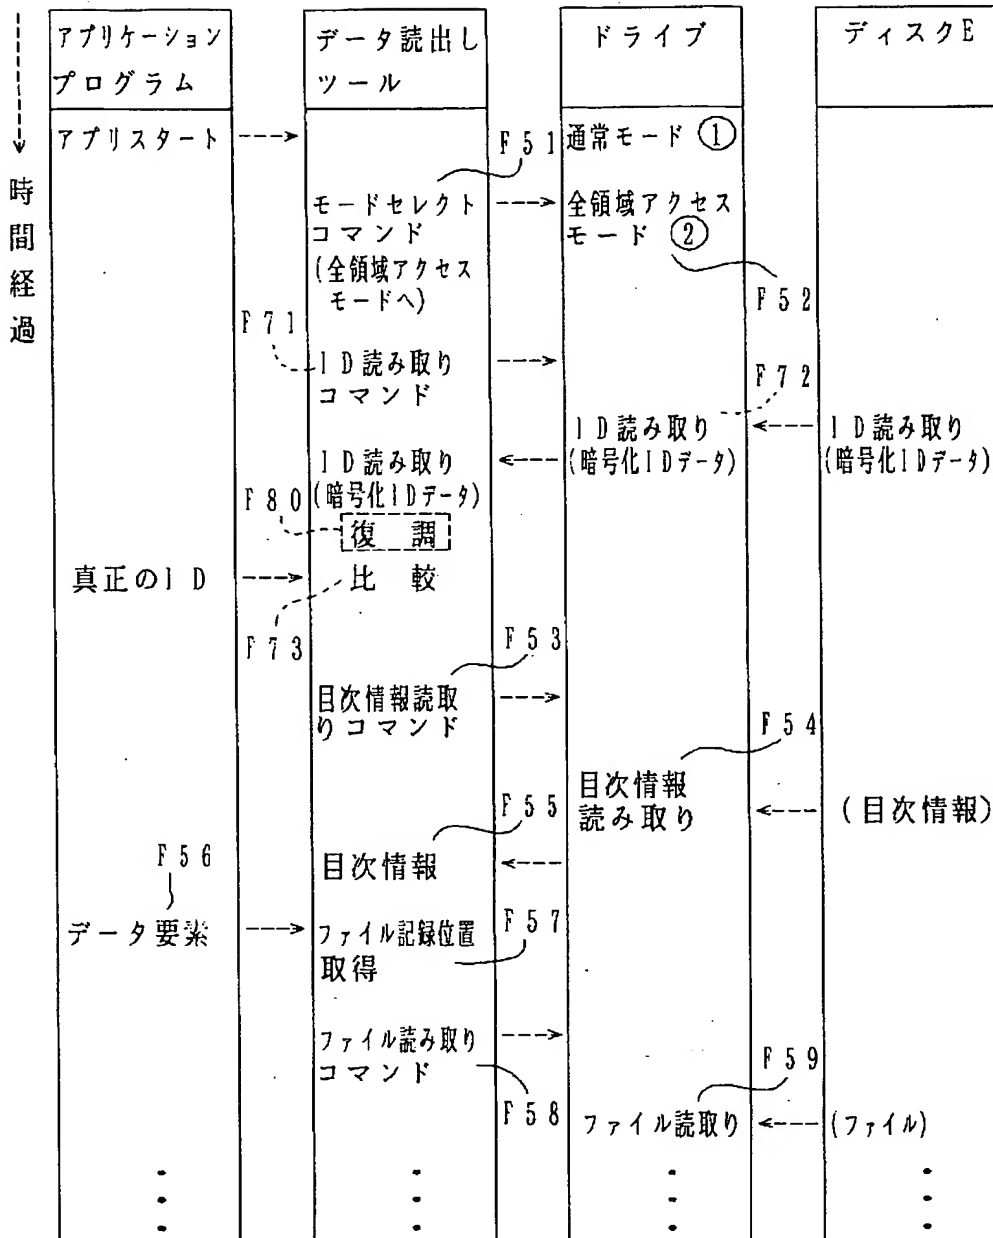 アプリケーション
プログラム
データ読出し
ツール
ドライブ
ディスクE
時間経過
アプリスタート
F51
通常モード ①
モードセレクト
コマンド
(全領域アクセス
モードへ)
全領域アクセス
モード ②
F52
F71
ID読み取り
コマンド
F72
ID読み取り
(暗号化IDデータ)
ID読み取り
(暗号化IDデータ)
ID読み取り
(暗号化IDデータ)
F80
復調
真正のID
比較
F73
F53
目次情報読取
りコマンド
F54
目次情報
読み取り
(目次情報)
F55
目次情報
F56
データ要素
ファイル記録位置
取得
F57
ファイル読み取り
コマンド
F58
F59
ファイル読取り
(ファイル)